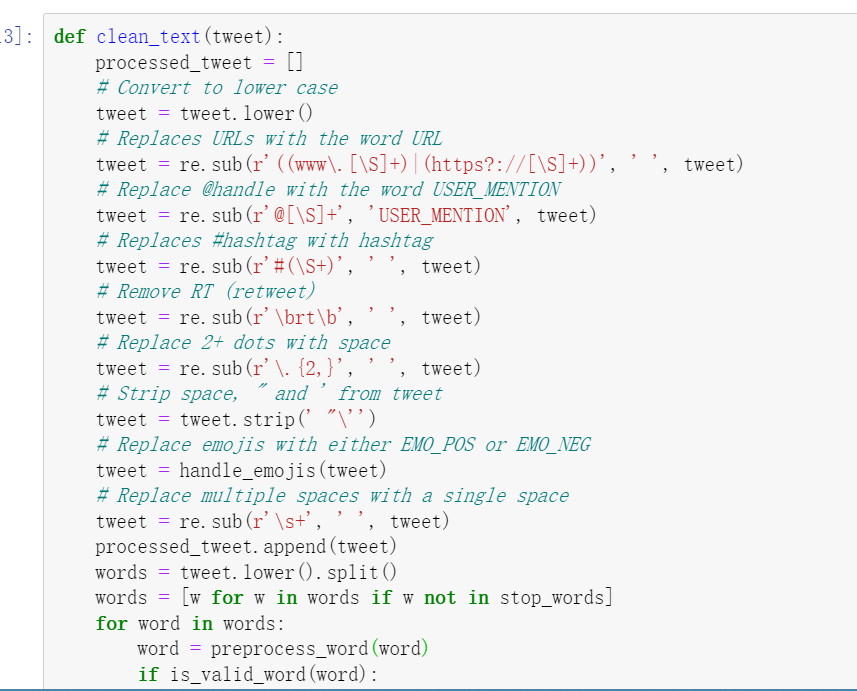 3]: def clean_text(tweet):
    processed_tweet = []
    # Convert to lower case
    tweet = tweet.lower()
    # Replaces URLs with the word URL
    tweet = re.sub(r'((www\.[\S]+)|(https?://[\S]+))', ' ', tweet)
    # Replace @handle with the word USER_MENTION
    tweet = re.sub(r'@[\S]+', 'USER_MENTION', tweet)
    # Replaces #hashtag with hashtag
    tweet = re.sub(r'#(\S+)', ' ', tweet)
    # Remove RT (retweet)
    tweet = re.sub(r'\brt\b', ' ', tweet)
    # Replace 2+ dots with space
    tweet = re.sub(r'\.{2,}', ' ', tweet)
    # Strip space, " and ' from tweet
    tweet = tweet.strip(' "\'')
    # Replace emojis with either EMO_POS or EMO_NEG
    tweet = handle_emojis(tweet)
    # Replace multiple spaces with a single space
    tweet = re.sub(r'\s+', ' ', tweet)
    processed_tweet.append(tweet)
    words = tweet.lower().split()
    words = [w for w in words if w not in stop_words]
    for word in words:
        word = preprocess_word(word)
        if is_valid_word(word):